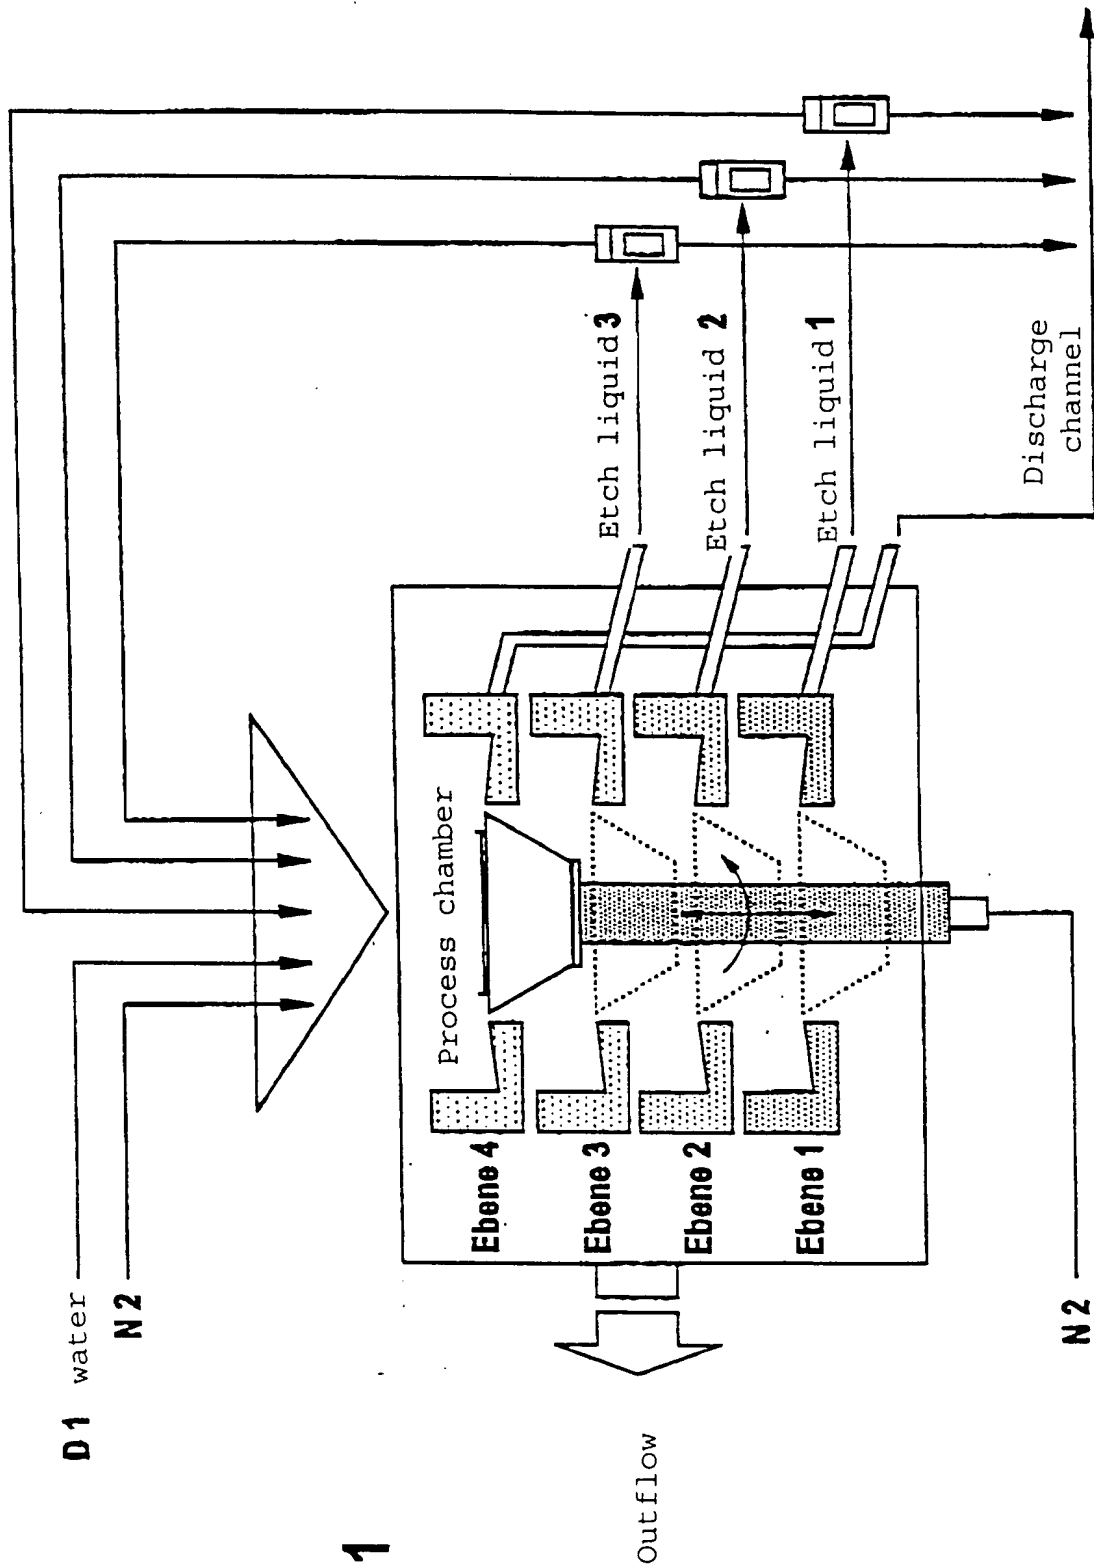 D1 water
N2
1
Process chamber
Ebene 4
Ebene 3
Ebene 2
Ebene 1
Etch liquid 3
Etch liquid 2
Etch liquid 1
Discharge
channel
Outflow
N2